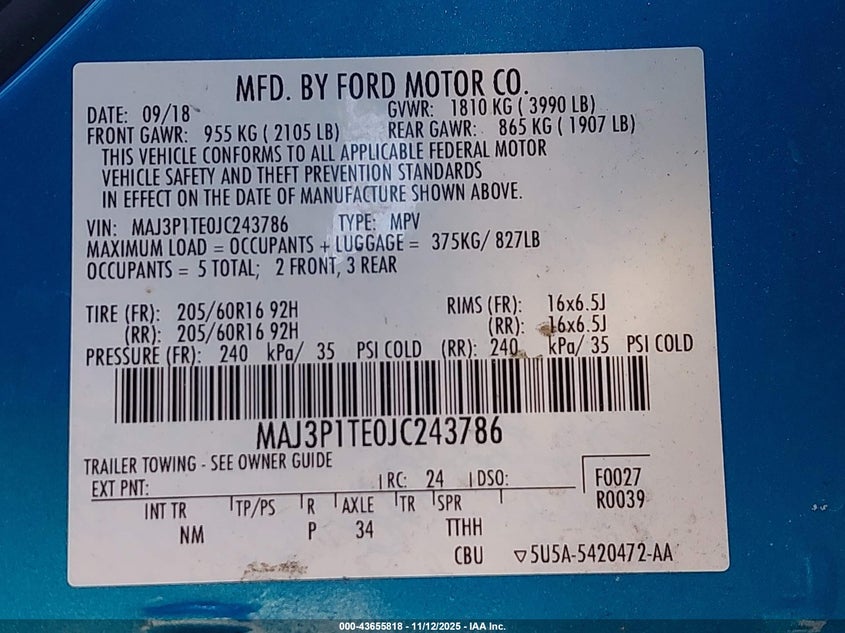 MFD. BY FORD MOTOR CO.
DATE: 09/18 GVWR: 1810 KG ( 3990 LB)
FRONT GAWR: 955 KG ( 2105 LB) REAR GAWR: 865 KG ( 1907 LB)
THIS VEHICLE CONFORMS TO ALL APPLICABLE FEDERAL MOTOR
VEHICLE SAFETY AND THEFT PREVENTION STANDARDS
IN EFFECT ON THE DATE OF MANUFACTURE SHOWN ABOVE.
VIN: MAJ3P1TE0JC243786 TYPE: MPV
MAXIMUM LOAD = OCCUPANTS + LUGGAGE = 375KG/ 827LB
OCCUPANTS = 5 TOTAL; 2 FRONT, 3 REAR
TIRE (FR): 205/60R16 92H RIMS (FR): 16x6.5J
(RR): 205/60R16 92H (RR): 16x6.5J
PRESSURE (FR): 240 kPa/ 35 PSI COLD (RR): 240 kPa/ 35 PSI COLD
MAJ3P1TE0JC243786
TRAILER TOWING - SEE OWNER GUIDE
EXT PNT: RC: 24 DSO: F0027
R0039
INT TR TP/PS R AXLE TR SPR
NM P 34 TTHH
CBU ▽5U5A-5420472-AA
000-43655818 - 11/12/2025 - IAA Inc.